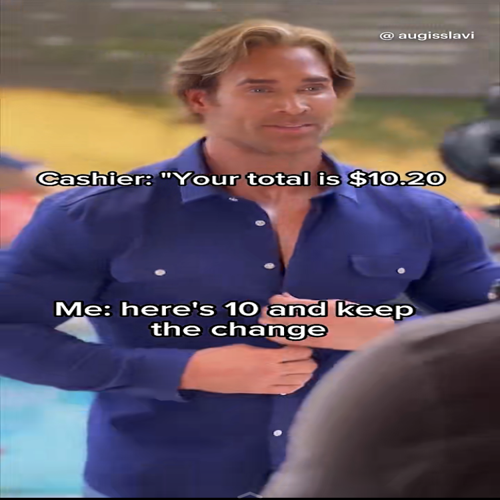 @ augisslavi
Cashier: "Your total is $10.20
Me: here's 10 and keep
the change